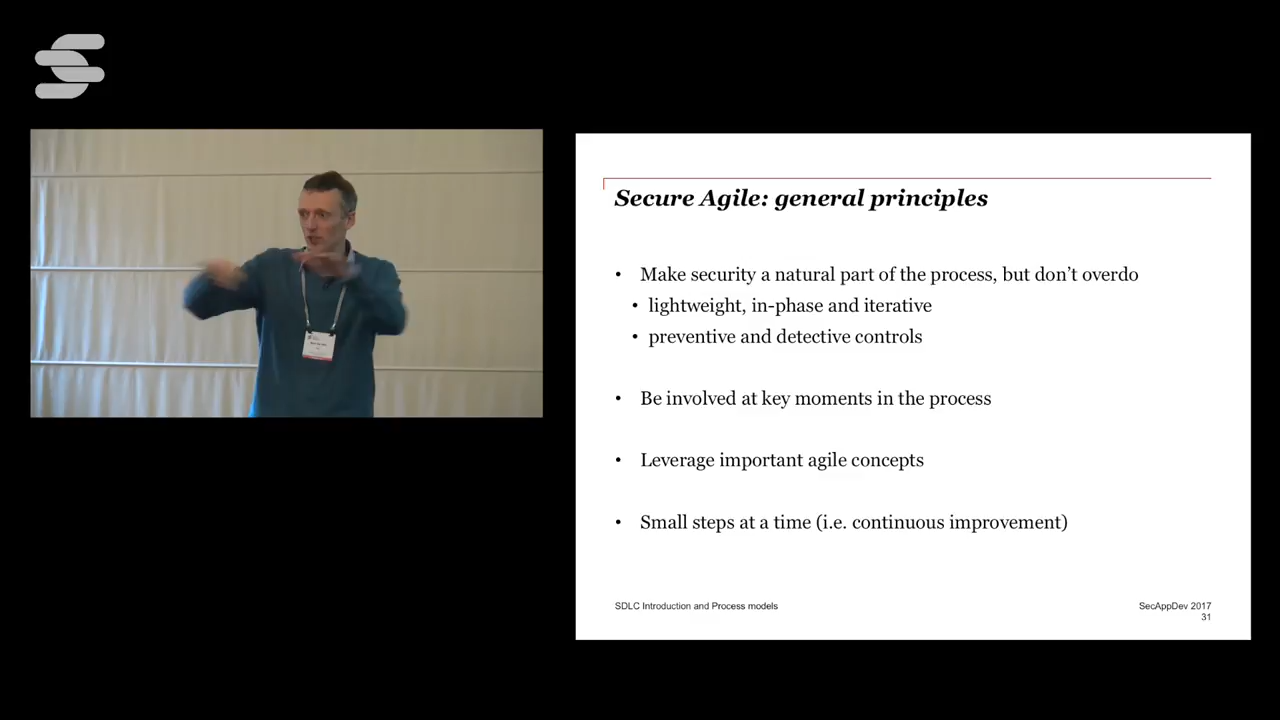 Secure Agile: general principles
• Make security a natural part of the process, but don’t overdo
• lightweight, in-phase and iterative
• preventive and detective controls
• Be involved at key moments in the process
• Leverage important agile concepts
• Small steps at a time (i.e. continuous improvement)
SDLC Introduction and Process models
SecAppDev 2017
31